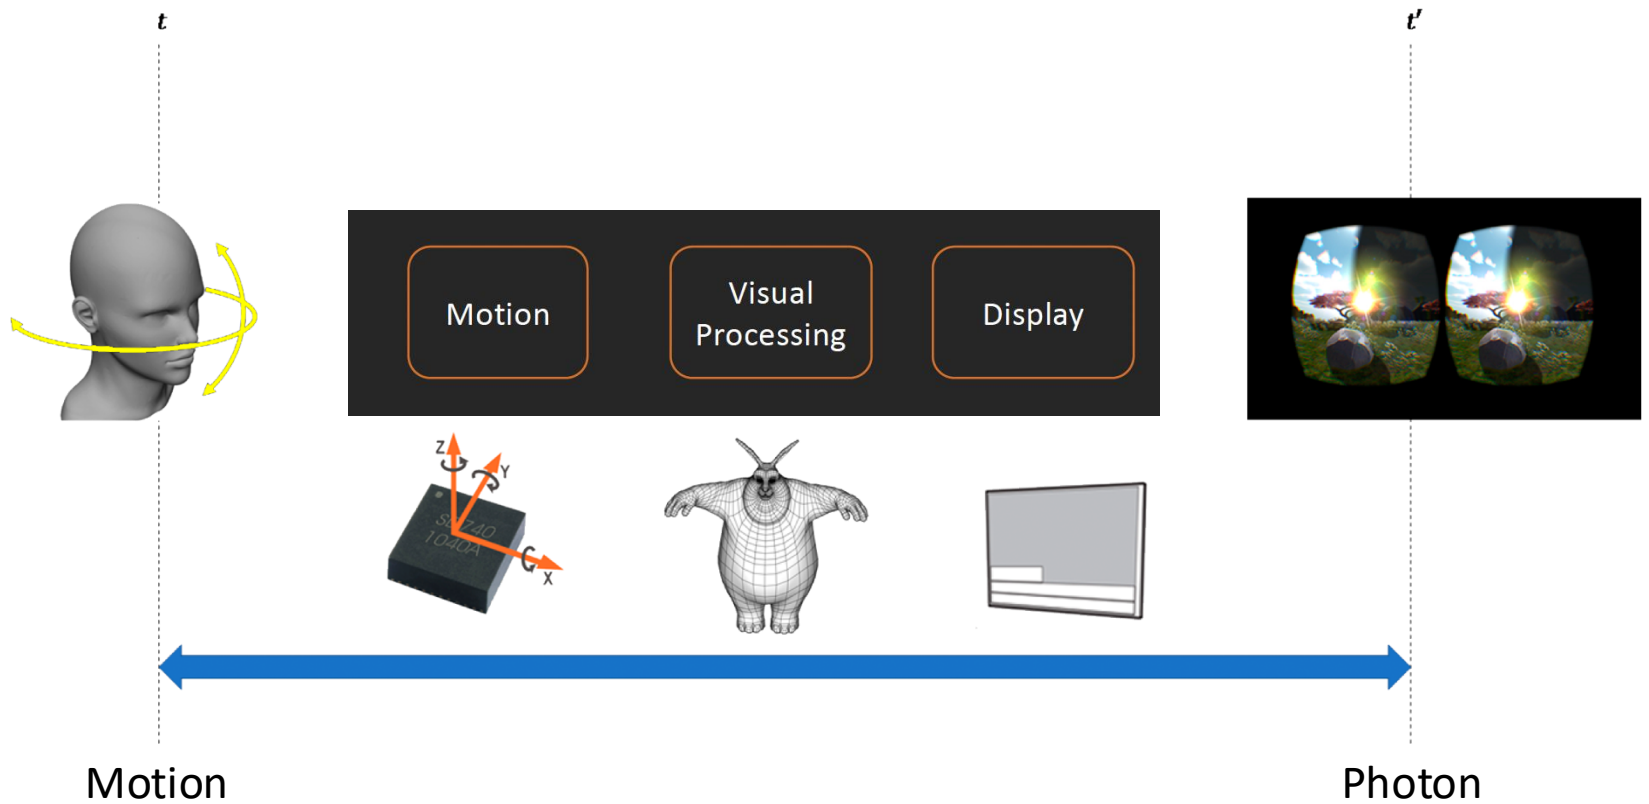 t
t′
Motion
Visual
Processing
Display
Z
Y
X
1040A
Motion
Photon